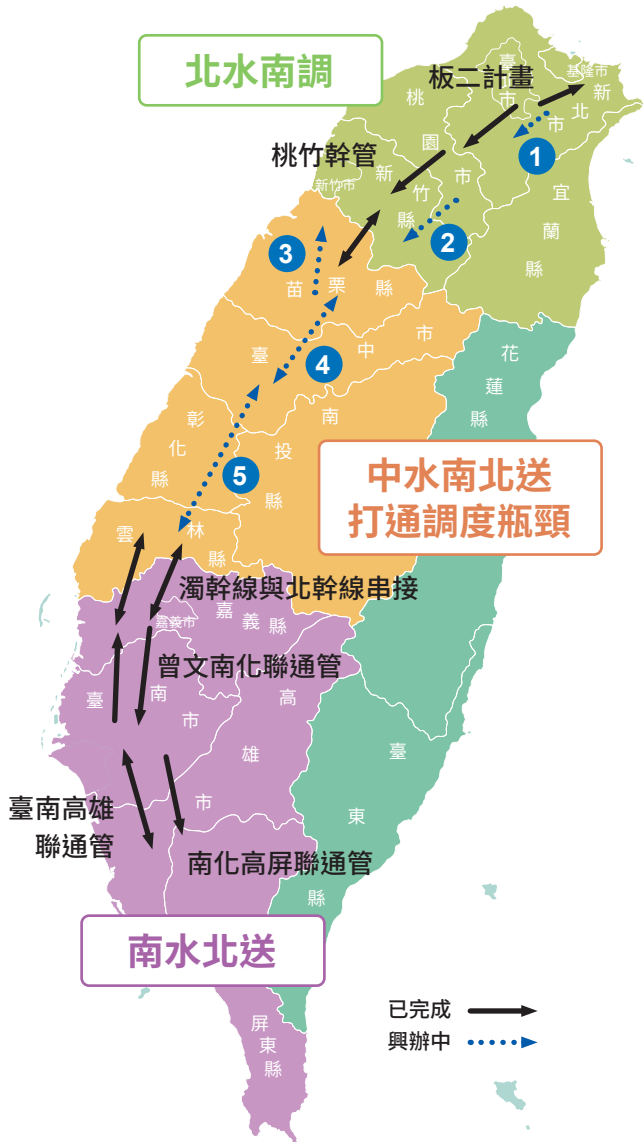 北水南調
板二計畫
基隆市
臺
市
新
北
市
1
桃
園
市
桃竹幹管
新竹市
新
竹
縣
2
宜
蘭
縣
3
苗
栗
縣
臺
中
市
4
花
蓮
縣
彰
化
縣
南
投
縣
5
中水南北送
打通調度瓶頸
雲
林
縣
濁幹線與北幹線串接
嘉義市
嘉
義
縣
曾文南化聯通管
臺
南
市
高
雄
市
臺
東
縣
臺南高雄
聯通管
南化高屏聯通管
南水北送
屏
東
縣
已完成
興辦中